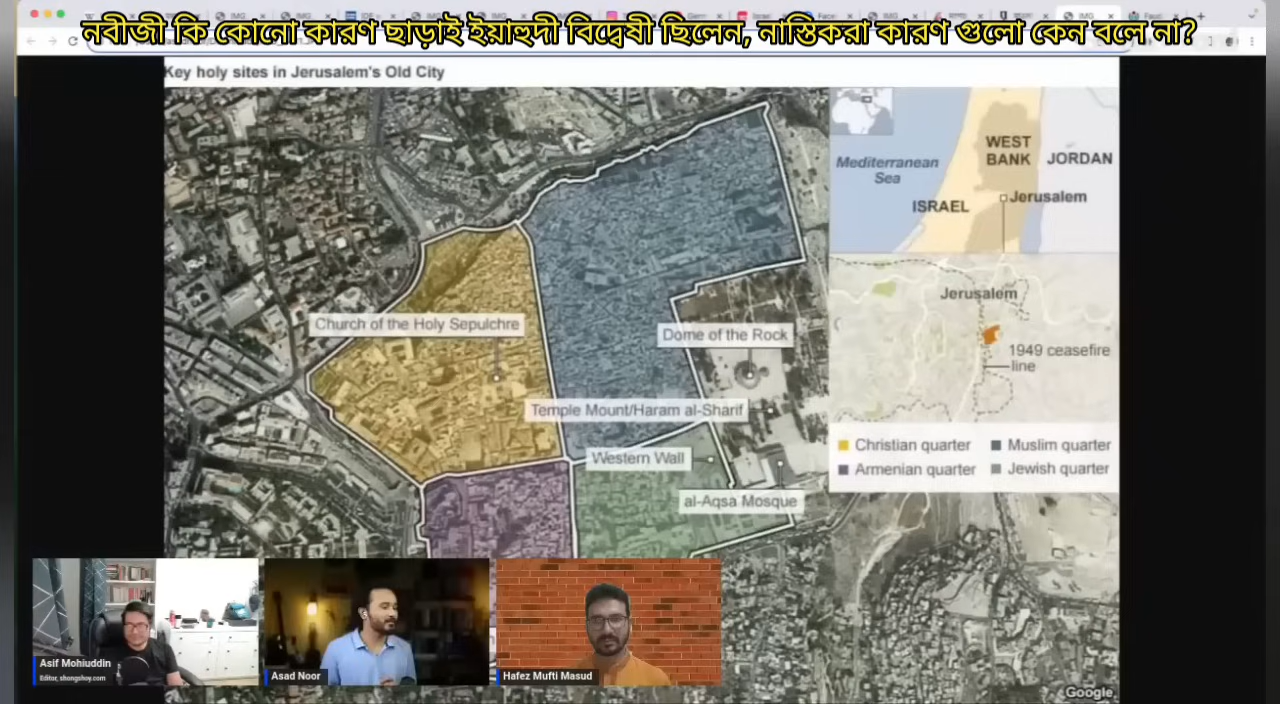 নবীজী কি কোনো কারণ ছাড়াই ইয়াহুদী বিদ্বেষী ছিলেন, নাস্তিকরা কারণ গুলো কেন বলে না?
Key holy sites in Jerusalem's Old City
WEST
BANK
JORDAN
Mediterranean
Sea
Jerusalem
ISRAEL
Jerusalem
Church of the Holy Sepulchre
Dome of the Rock
1949 ceasefire
line
Temple Mount/Haram al-Sharif
Western Wall
al-Aqsa Mosque
Christian quarter
Muslim quarter
Armenian quarter
Jewish quarter
Asif Mohiuddin
Editor, shongshoy.com
Asad Noor
Hafez Mufti Masud
Google